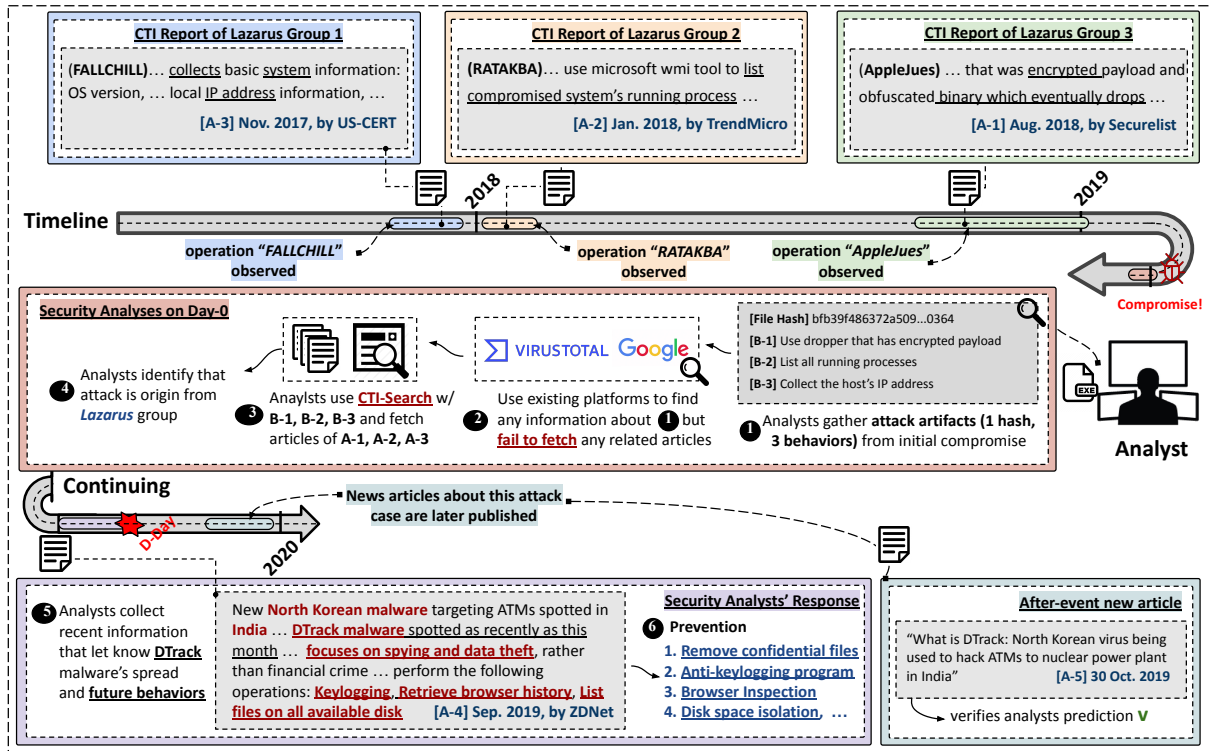 CTI Report of Lazarus Group 1
(FALLCHILL)… collects basic system information:
OS version, … local IP address information, …
[A-3] Nov. 2017, by US-CERT
CTI Report of Lazarus Group 2
(RATAKBA)… use microsoft wmi tool to list
compromised system's running process …
[A-2] Jan. 2018, by TrendMicro
CTI Report of Lazarus Group 3
(AppleJues) … that was encrypted payload and
obfuscated binary which eventually drops …
[A-1] Aug. 2018, by Securelist
2018
2019
Timeline
operation "FALLCHILL"
observed
operation "RATAKBA"
observed
operation "AppleJues"
observed
Compromise!
Security Analyses on Day-0
4 Analysts identify that
attack is origin from
Lazarus group
3 Anaylsts use CTI-Search w/
B-1, B-2, B-3 and fetch
articles of A-1, A-2, A-3
VIRUSTOTAL Google
2 Use existing platforms to find
any information about 1 but
fail to fetch any related articles
[File Hash] bfb39f486372a509...0364
[B-1] Use dropper that has encrypted payload
[B-2] List all running processes
[B-3] Collect the host's IP address
1 Analysts gather attack artifacts (1 hash,
3 behaviors) from initial compromise
EXE
Analyst
Continuing
D-Day
2020
News articles about this attack
case are later published
5 Analysts collect
recent information
that let know DTrack
malware's spread
and future behaviors
New North Korean malware targeting ATMs spotted in
India … DTrack malware spotted as recently as this
month … focuses on spying and data theft, rather
than financial crime … perform the following
operations: Keylogging, Retrieve browser history, List
files on all available disk [A-4] Sep. 2019, by ZDNet
Security Analysts' Response
6 Prevention
1. Remove confidential files
2. Anti-keylogging program
3. Browser Inspection
4. Disk space isolation, …
After-event new article
"What is DTrack: North Korean virus being
used to hack ATMs to nuclear power plant
in India" [A-5] 30 Oct. 2019
verifies analysts prediction V